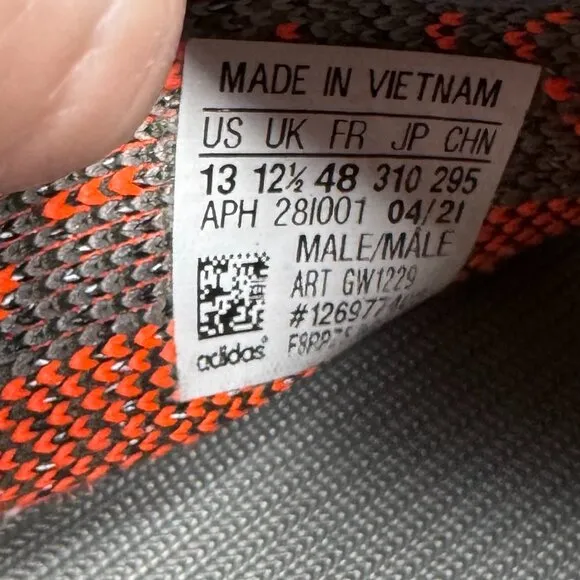 MADE IN VIETNAM
US UK FR JP CHN
13 12½ 48 310 295
APH 281001 04/21
MALE/MÂLE
ART GW1229
adidas